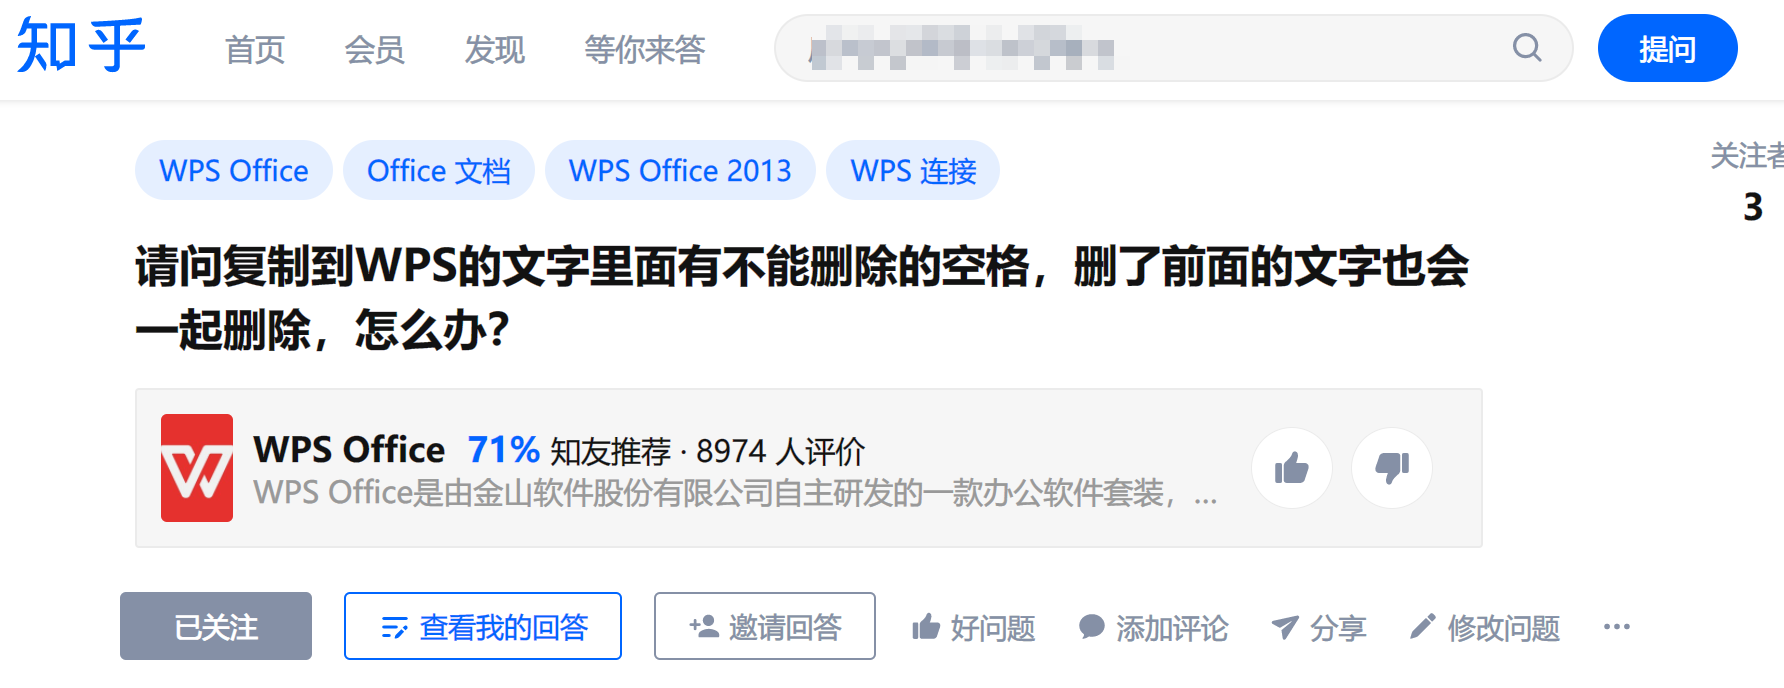 知乎 首页 会员 发现 等你来答 提问
WPS Office Office 文档 WPS Office 2013 WPS 连接
关注者
3
请问复制到WPS的文字里面有不能删除的空格，删了前面的文字也会
一起删除，怎么办？
WPS Office 71% 知友推荐 · 8974 人评价
WPS Office是由金山软件股份有限公司自主研发的一款办公软件套装，...
已关注 查看我的回答 邀请回答 好问题 添加评论 分享 修改问题 ···